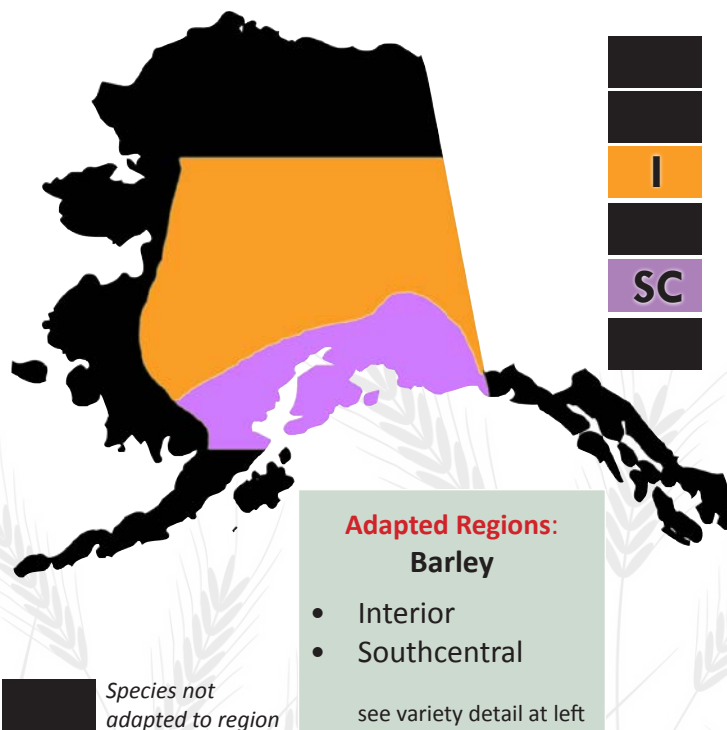 I
SC
Adapted Regions:
Barley
• Interior
• Southcentral
see variety detail at left
Species not
adapted to region